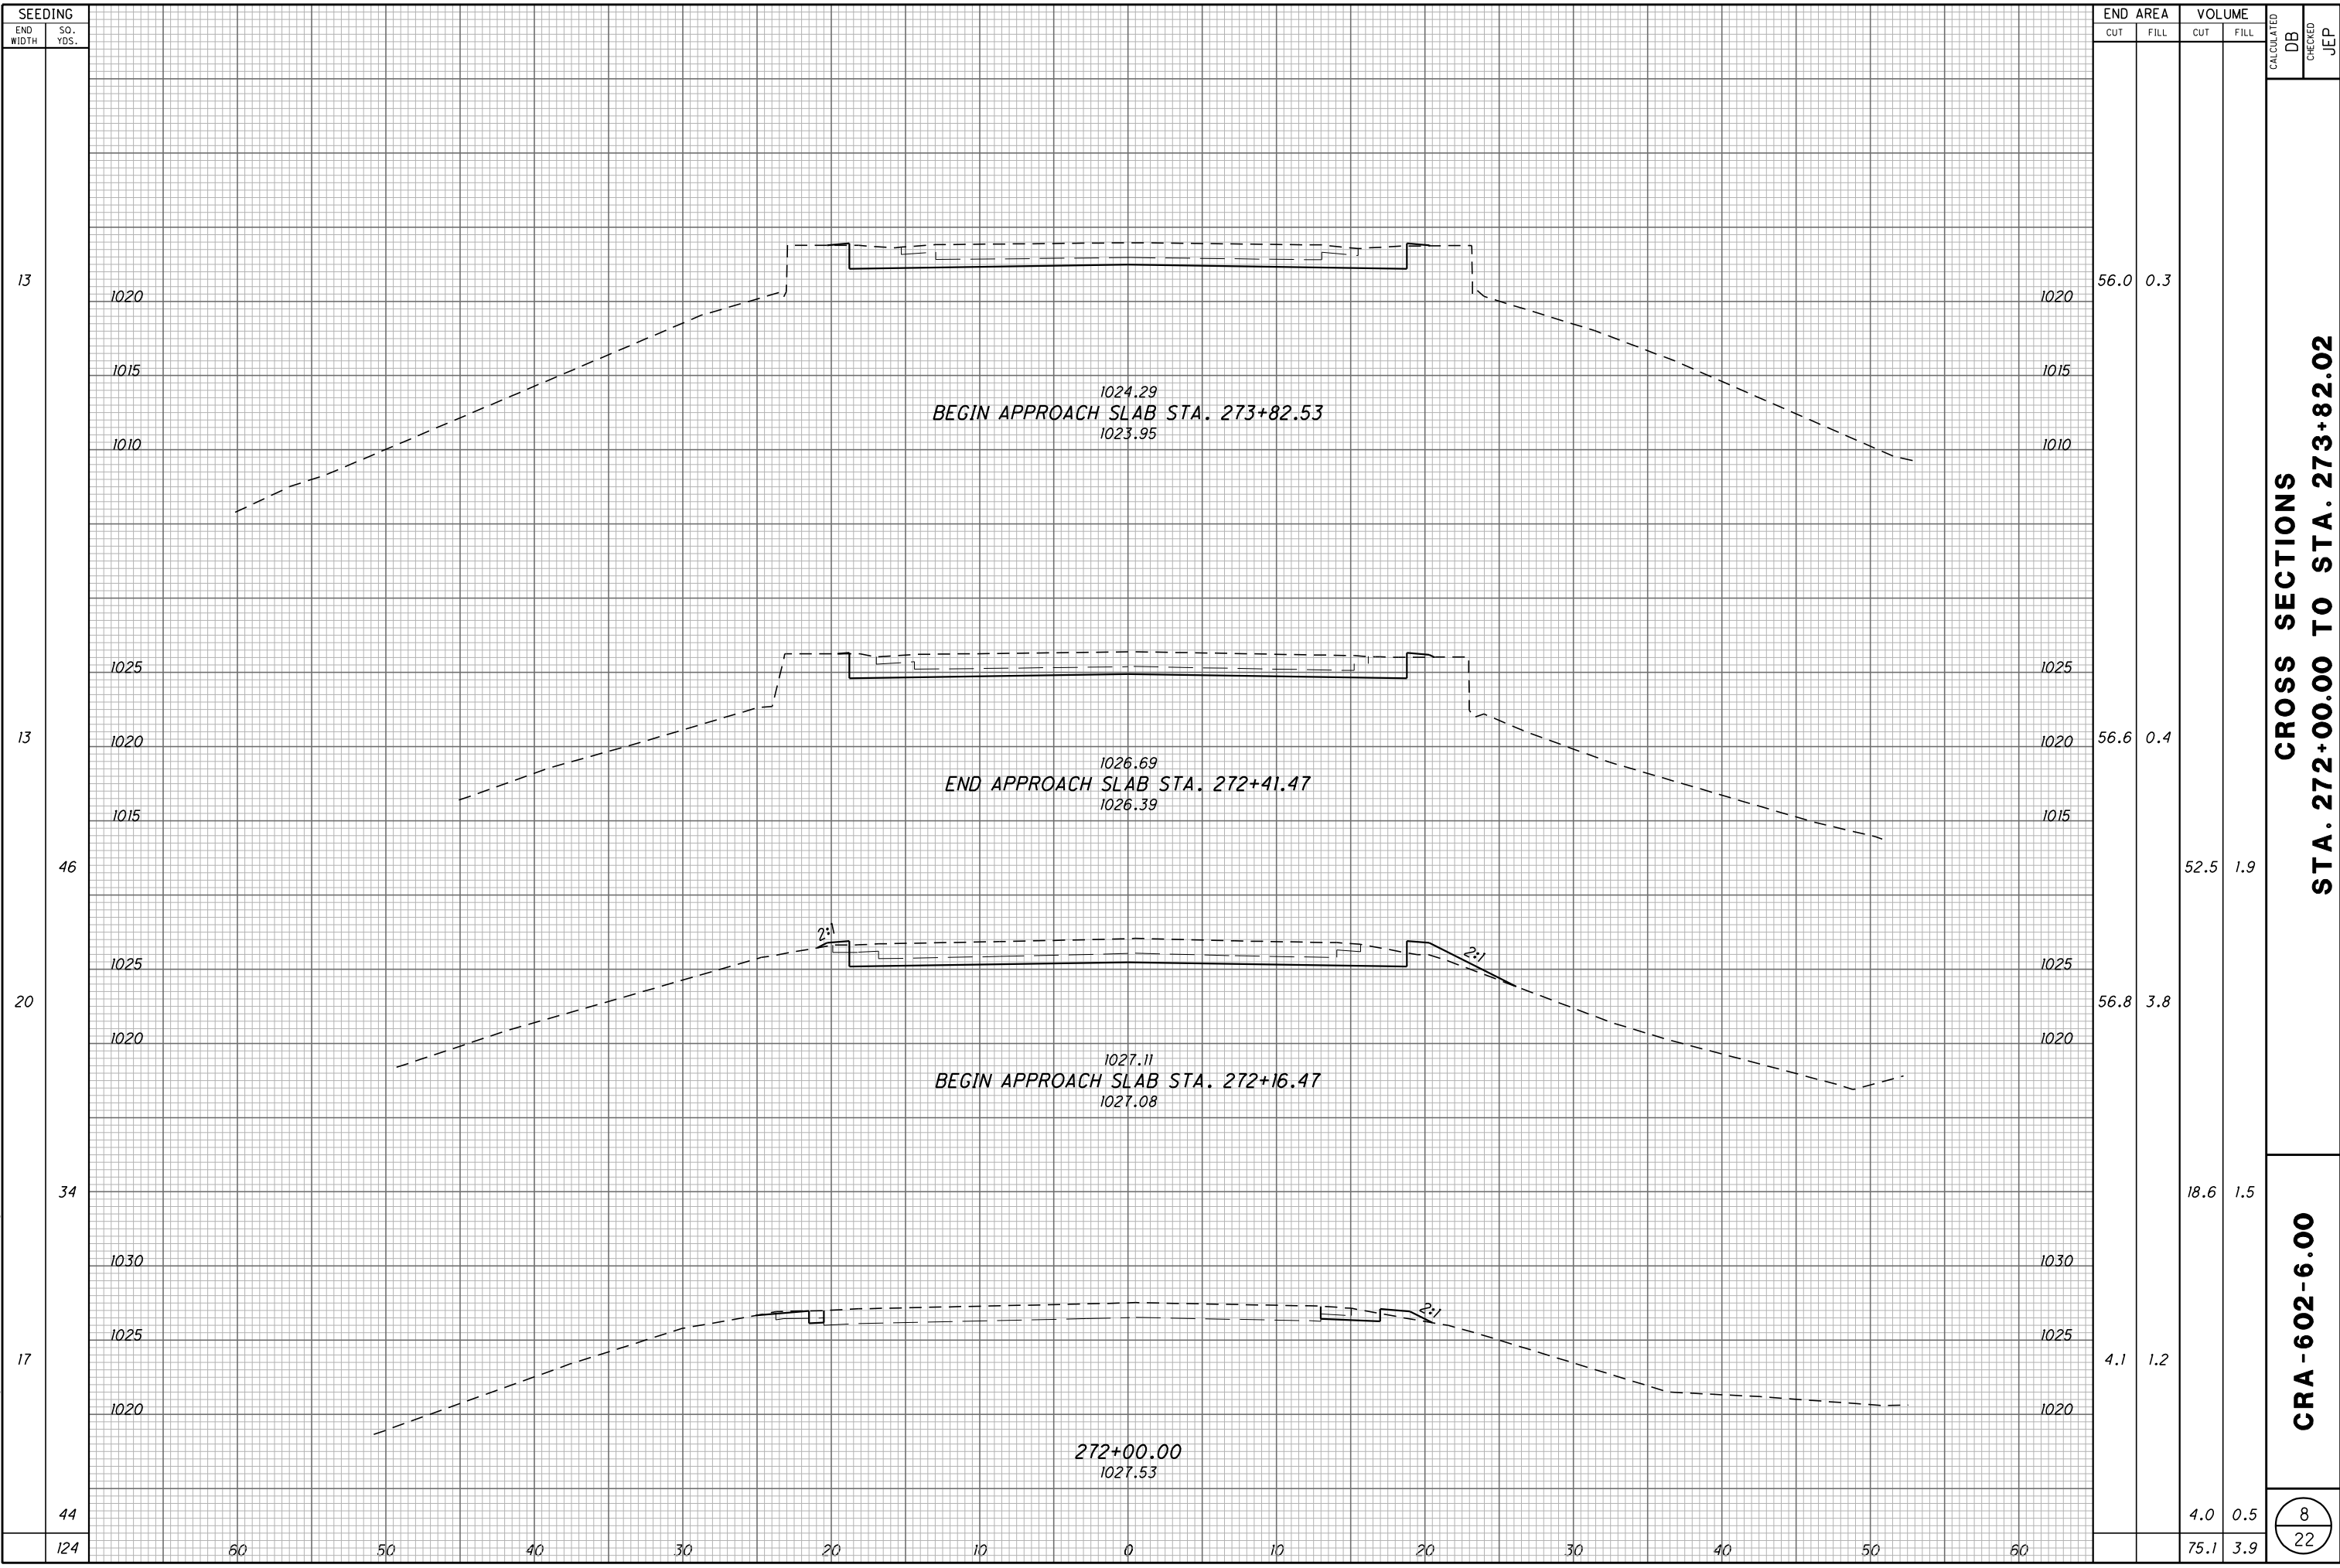 SEEDING
END WIDTH
SQ. YDS.
END AREA
VOLUME
CUT
FILL
CUT
FILL
CALCULATED
DB
CHECKED
JEP
13
1020
1020
56.0
0.3
1015
1015
1024.29
BEGIN APPROACH SLAB STA. 273+82.53
1023.95
1010
1010
1025
1025
13
1020
1020
56.6
0.4
1026.69
END APPROACH SLAB STA. 272+41.47
1026.39
1015
1015
46
52.5
1.9
2:1
2:1
1025
1025
20
56.8
3.8
1020
1020
1027.11
BEGIN APPROACH SLAB STA. 272+16.47
1027.08
34
18.6
1.5
1030
1030
2:1
1025
1025
17
4.1
1.2
1020
1020
272+00.00
1027.53
44
4.0
0.5
124
60 50 40 30 20 10 0 10 20 30 40 50 60
75.1
3.9
CROSS SECTIONS
STA. 272+00.00 TO STA. 273+82.02
CRA-602-6.00
8
22